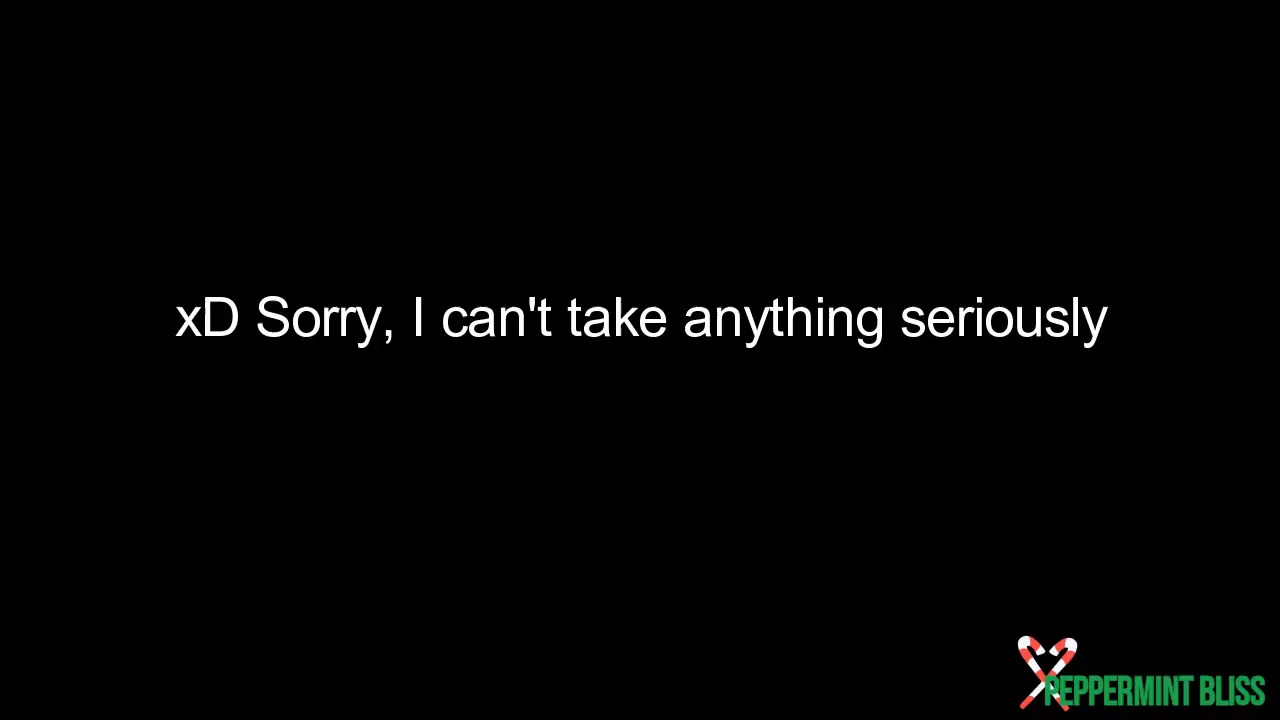 xD Sorry, I can't take anything seriously
PEPPERMINT BLISS